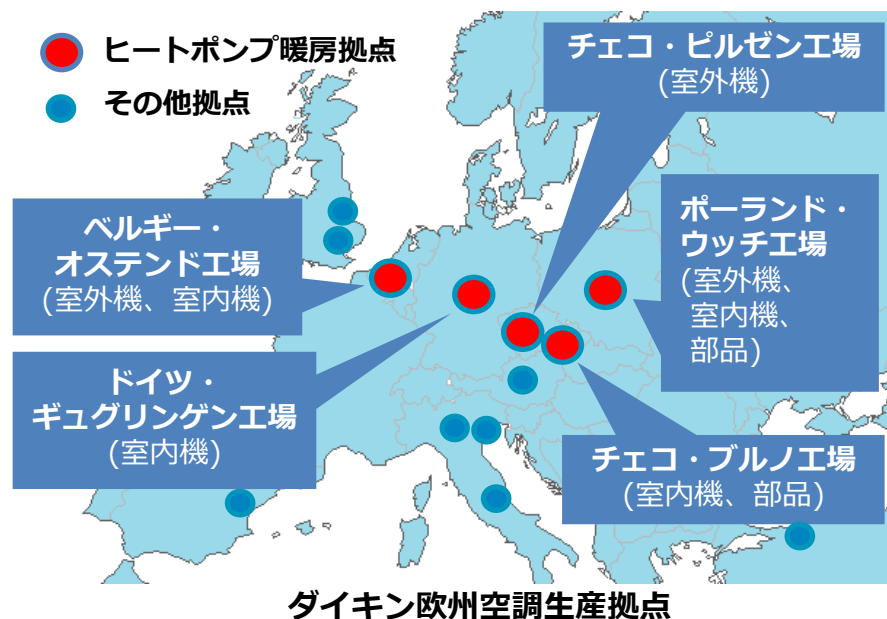 ヒートポンプ暖房拠点
その他拠点
チェコ・ピルゼン工場
(室外機)
ベルギー・
オステンド工場
(室外機、室内機)
ポーランド・
ウッチ工場
(室外機、
室内機、
部品)
ドイツ・
ギュグリンゲン工場
(室内機)
チェコ・ブルノ工場
(室内機、部品)
ダイキン欧州空調生産拠点